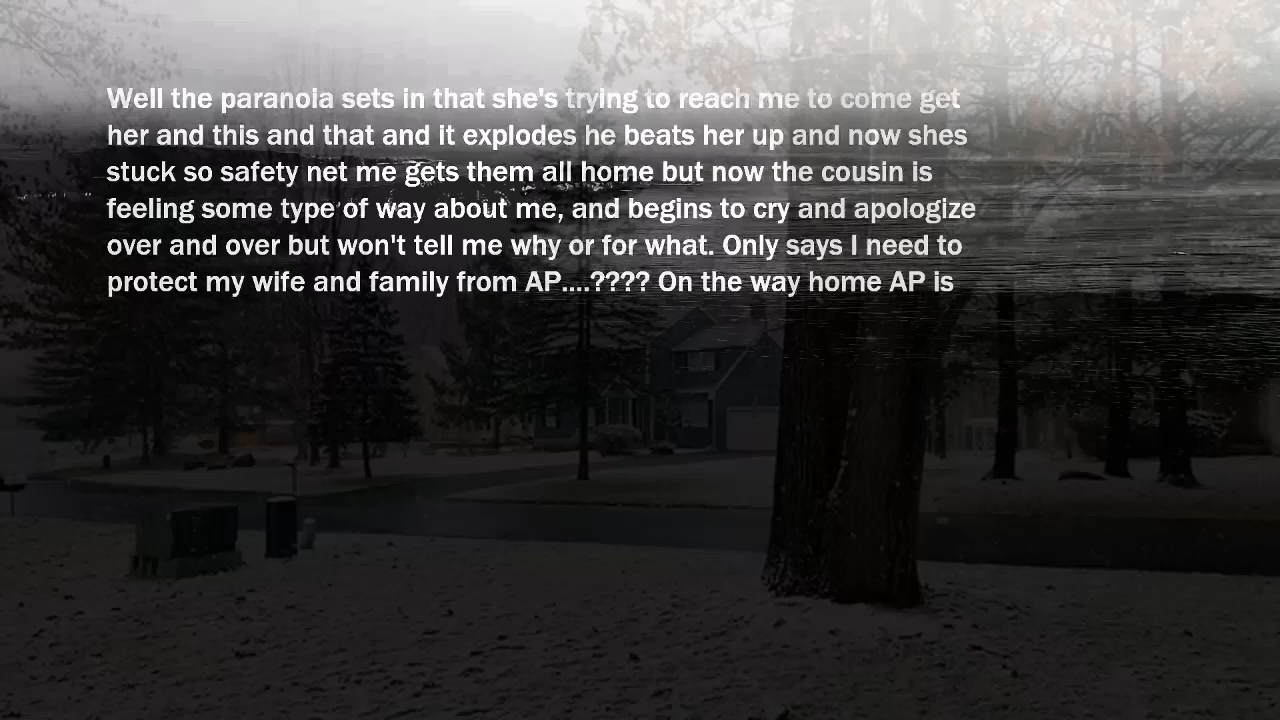 Well the paranoia sets in that she's trying to reach me to come get
her and this and that and it explodes he beats her up and now shes
stuck so safety net me gets them all home but now the cousin is
feeling some type of way about me, and begins to cry and apologize
over and over but won't tell me why or for what. Only says I need to
protect my wife and family from AP....???? On the way home AP is